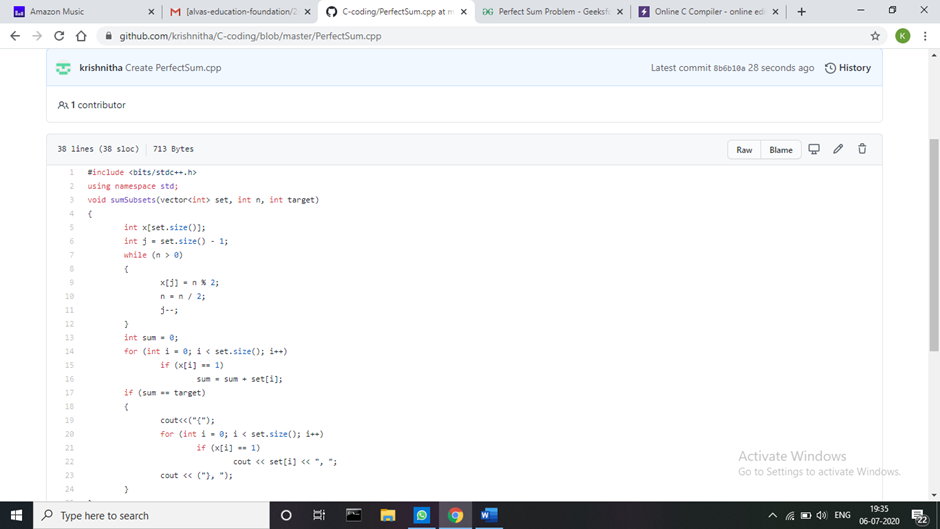 Amazon Music
[alvas-education-foundation/2
C-coding/PerfectSum.cpp at m
Perfect Sum Problem - Geeksfo
Online C Compiler - online edi
github.com/krishnitha/C-coding/blob/master/PerfectSum.cpp
K
krishnitha Create PerfectSum.cpp
Latest commit 8b6b10a 28 seconds ago History
1 contributor
38 lines (38 sloc) 713 Bytes
Raw Blame
1 #include <bits/stdc++.h>
2 using namespace std;
3 void sumSubsets(vector<int> set, int n, int target)
4 {
5 int x[set.size()];
6 int j = set.size() - 1;
7 while (n > 0)
8 {
9 x[j] = n % 2;
10 n = n / 2;
11 j--;
12 }
13 int sum = 0;
14 for (int i = 0; i < set.size(); i++)
15 if (x[i] == 1)
16 sum = sum + set[i];
17 if (sum == target)
18 {
19 cout<<("{");
20 for (int i = 0; i < set.size(); i++)
21 if (x[i] == 1)
22 cout << set[i] << ", ";
23 cout << ("}, ");
24 }
Activate Windows
Go to Settings to activate Windows.
Type here to search
ENG
19:35
06-07-2020
22